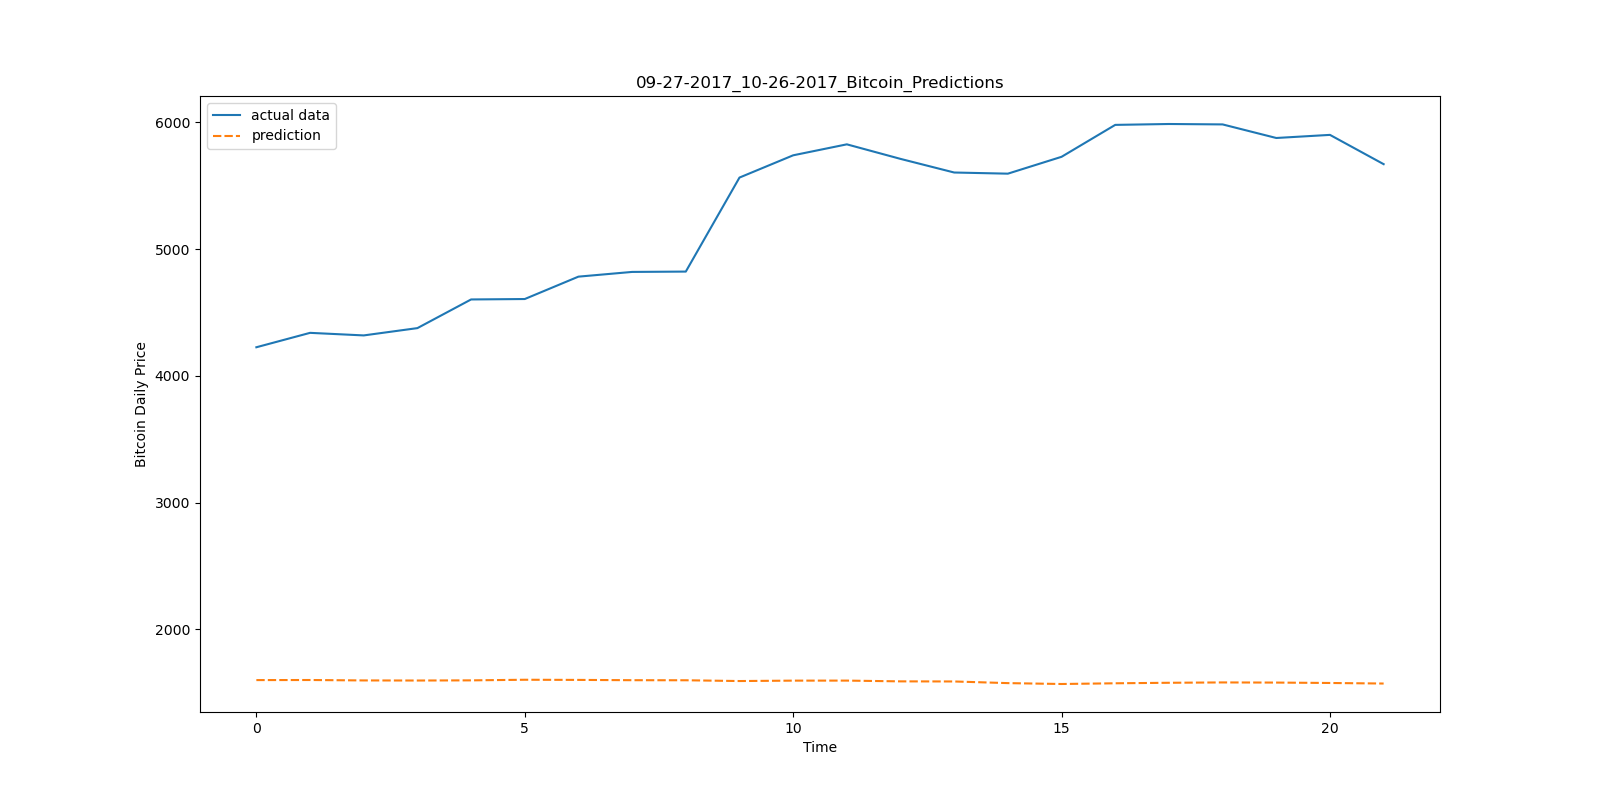 09-27-2017_10-26-2017_Bitcoin_Predictions
actual data
prediction
6000
5000
4000
3000
2000
Bitcoin Daily Price
0 5 10 15 20
Time